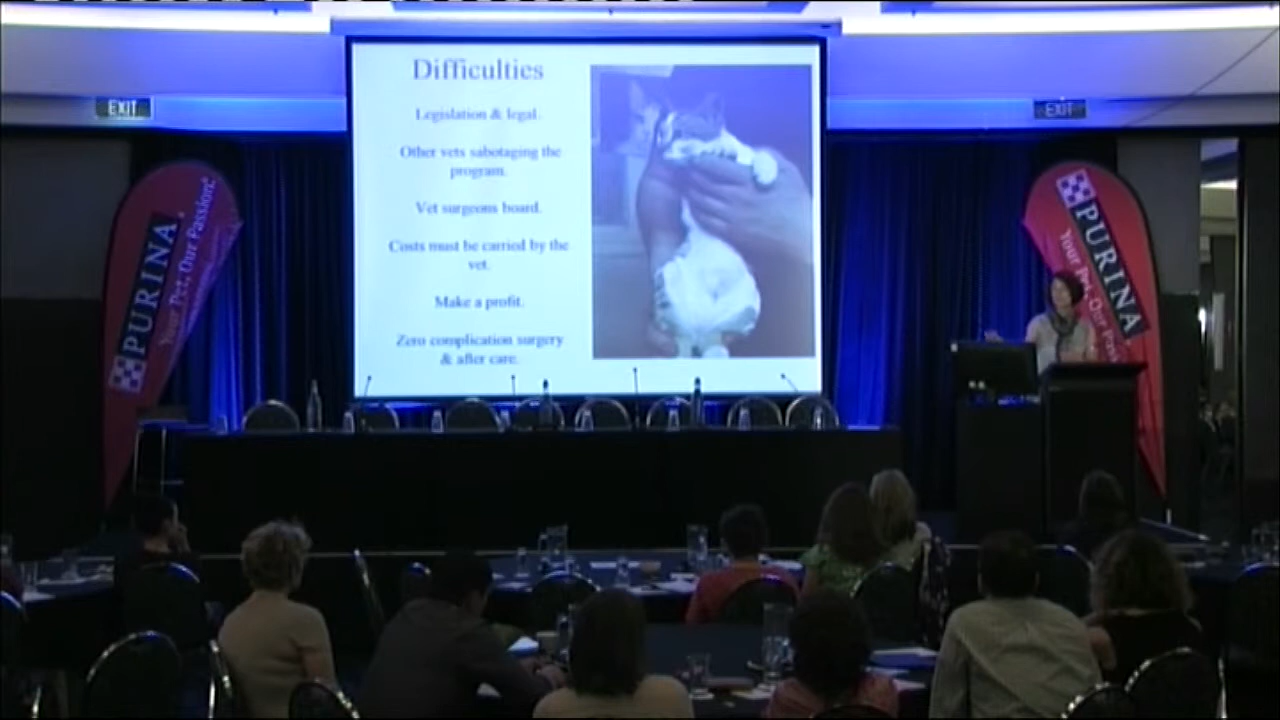 Difficulties
Legislation & legal.
Other vets sabotaging the
program.
Vet surgeons board.
Costs must be carried by the
vet.
Make a profit.
Zero complication surgery
& after care.
EXIT
EXIT
PURINA
Your Pet, Our Passion.
PURINA
Your Pet, Our Passion.